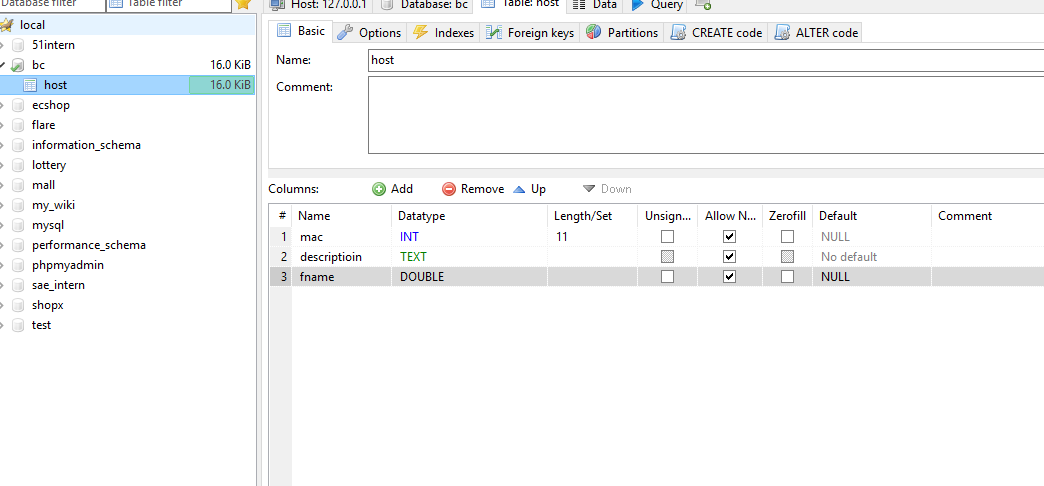 Database filter
Table filter
local
51intern
bc 16.0 KiB
host 16.0 KiB
ecshop
flare
information_schema
lottery
mall
my_wiki
mysql
performance_schema
phpmyadmin
sae_intern
shopx
test
Host: 127.0.0.1 Database: bc Table: host Data Query
Basic Options Indexes Foreign keys Partitions CREATE code ALTER code
Name: host
Comment:
Columns: Add Remove Up Down
# Name Datatype Length/Set Unsign... Allow N... Zerofill Default Comment
1 mac INT 11 NULL
2 descriptioin TEXT No default
3 fname DOUBLE NULL